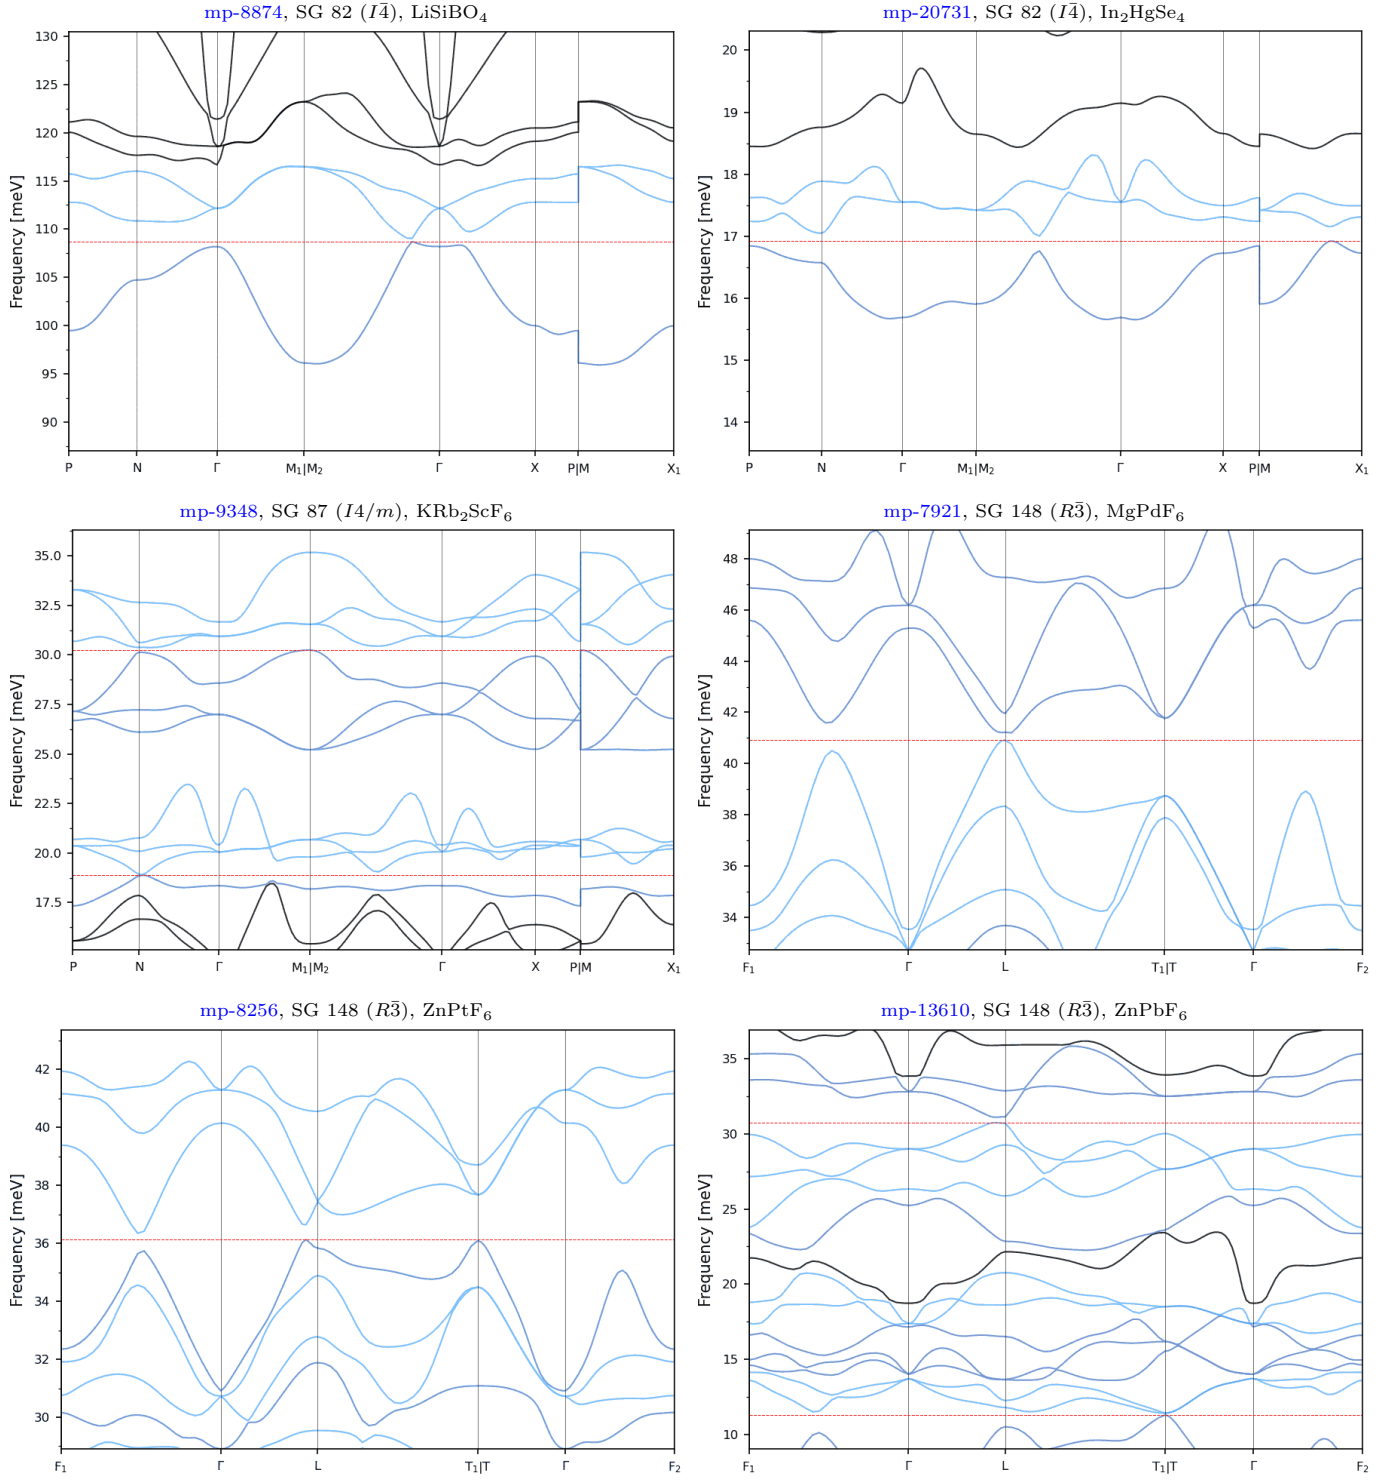 mp-8874, SG 82 (I4̄), LiSiBO₄
Frequency [meV]
130
125
120
115
110
105
100
95
90
P N Γ M₁|M₂ Γ X P|M X₁
mp-20731, SG 82 (I4̄), In₂HgSe₄
Frequency [meV]
20
19
18
17
16
15
14
P N Γ M₁|M₂ Γ X P|M X₁
mp-9348, SG 87 (I4/m), KRb₂ScF₆
Frequency [meV]
35.0
32.5
30.0
27.5
25.0
22.5
20.0
17.5
P N Γ M₁|M₂ Γ X P|M X₁
mp-7921, SG 148 (R3̄), MgPdF₆
Frequency [meV]
48
46
44
42
40
38
36
34
F₁ Γ L T₁|T Γ F₂
mp-8256, SG 148 (R3̄), ZnPtF₆
Frequency [meV]
42
40
38
36
34
32
30
F₁ Γ L T₁|T Γ F₂
mp-13610, SG 148 (R3̄), ZnPbF₆
Frequency [meV]
35
30
25
20
15
10
F₁ Γ L T₁|T Γ F₂